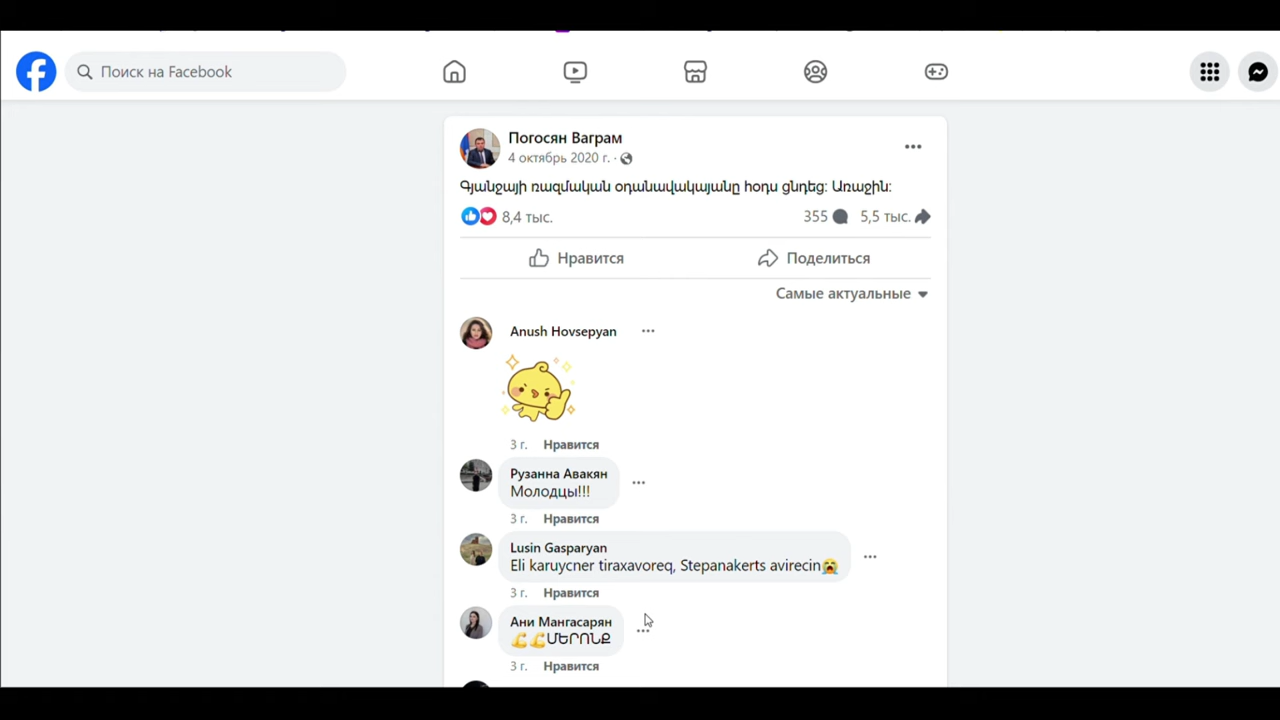 Поиск на Facebook
Погосян Ваграм
4 октябрь 2020 г. ·
Գյանջայի ռազմական օդանավակայանը հօդս ցնդեց։ Առաջին։
8,4 тыс. 355 5,5 тыс.
Нравится Поделиться
Самые актуальные
Anush Hovsepyan
3 г. Нравится
Рузанна Авакян
Молодцы!!!
3 г. Нравится
Lusin Gasparyan
Eli karuycner tiraxavoreq, Stepanakerts avirecin😭
3 г. Нравится
Ани Мангасарян
💪💪ՄԵՐՈՆՔ
3 г. Нравится